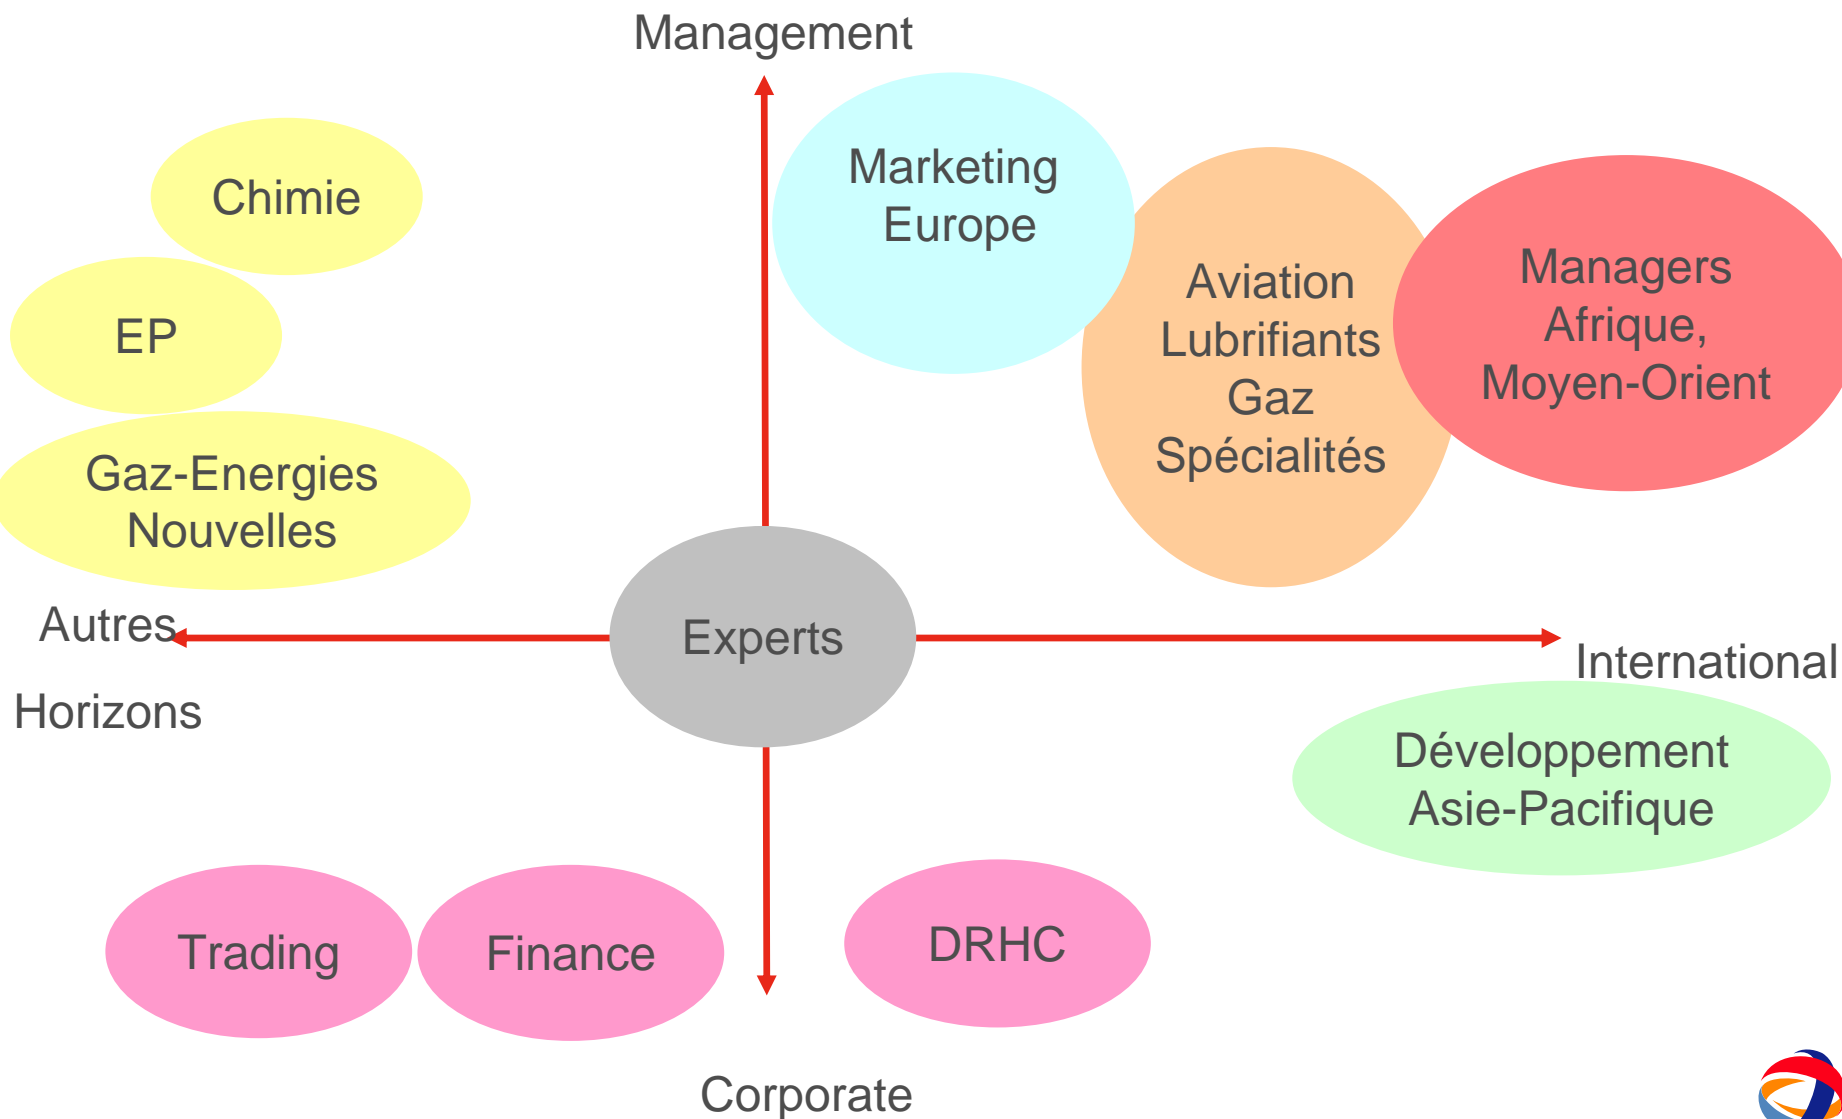 Management
Chimie
EP
Gaz-Energies
Nouvelles
Marketing
Europe
Aviation
Lubrifiants
Gaz
Spécialités
Managers
Afrique,
Moyen-Orient
Autres
Horizons
Experts
International
Développement
Asie-Pacifique
Trading
Finance
DRHC
Corporate